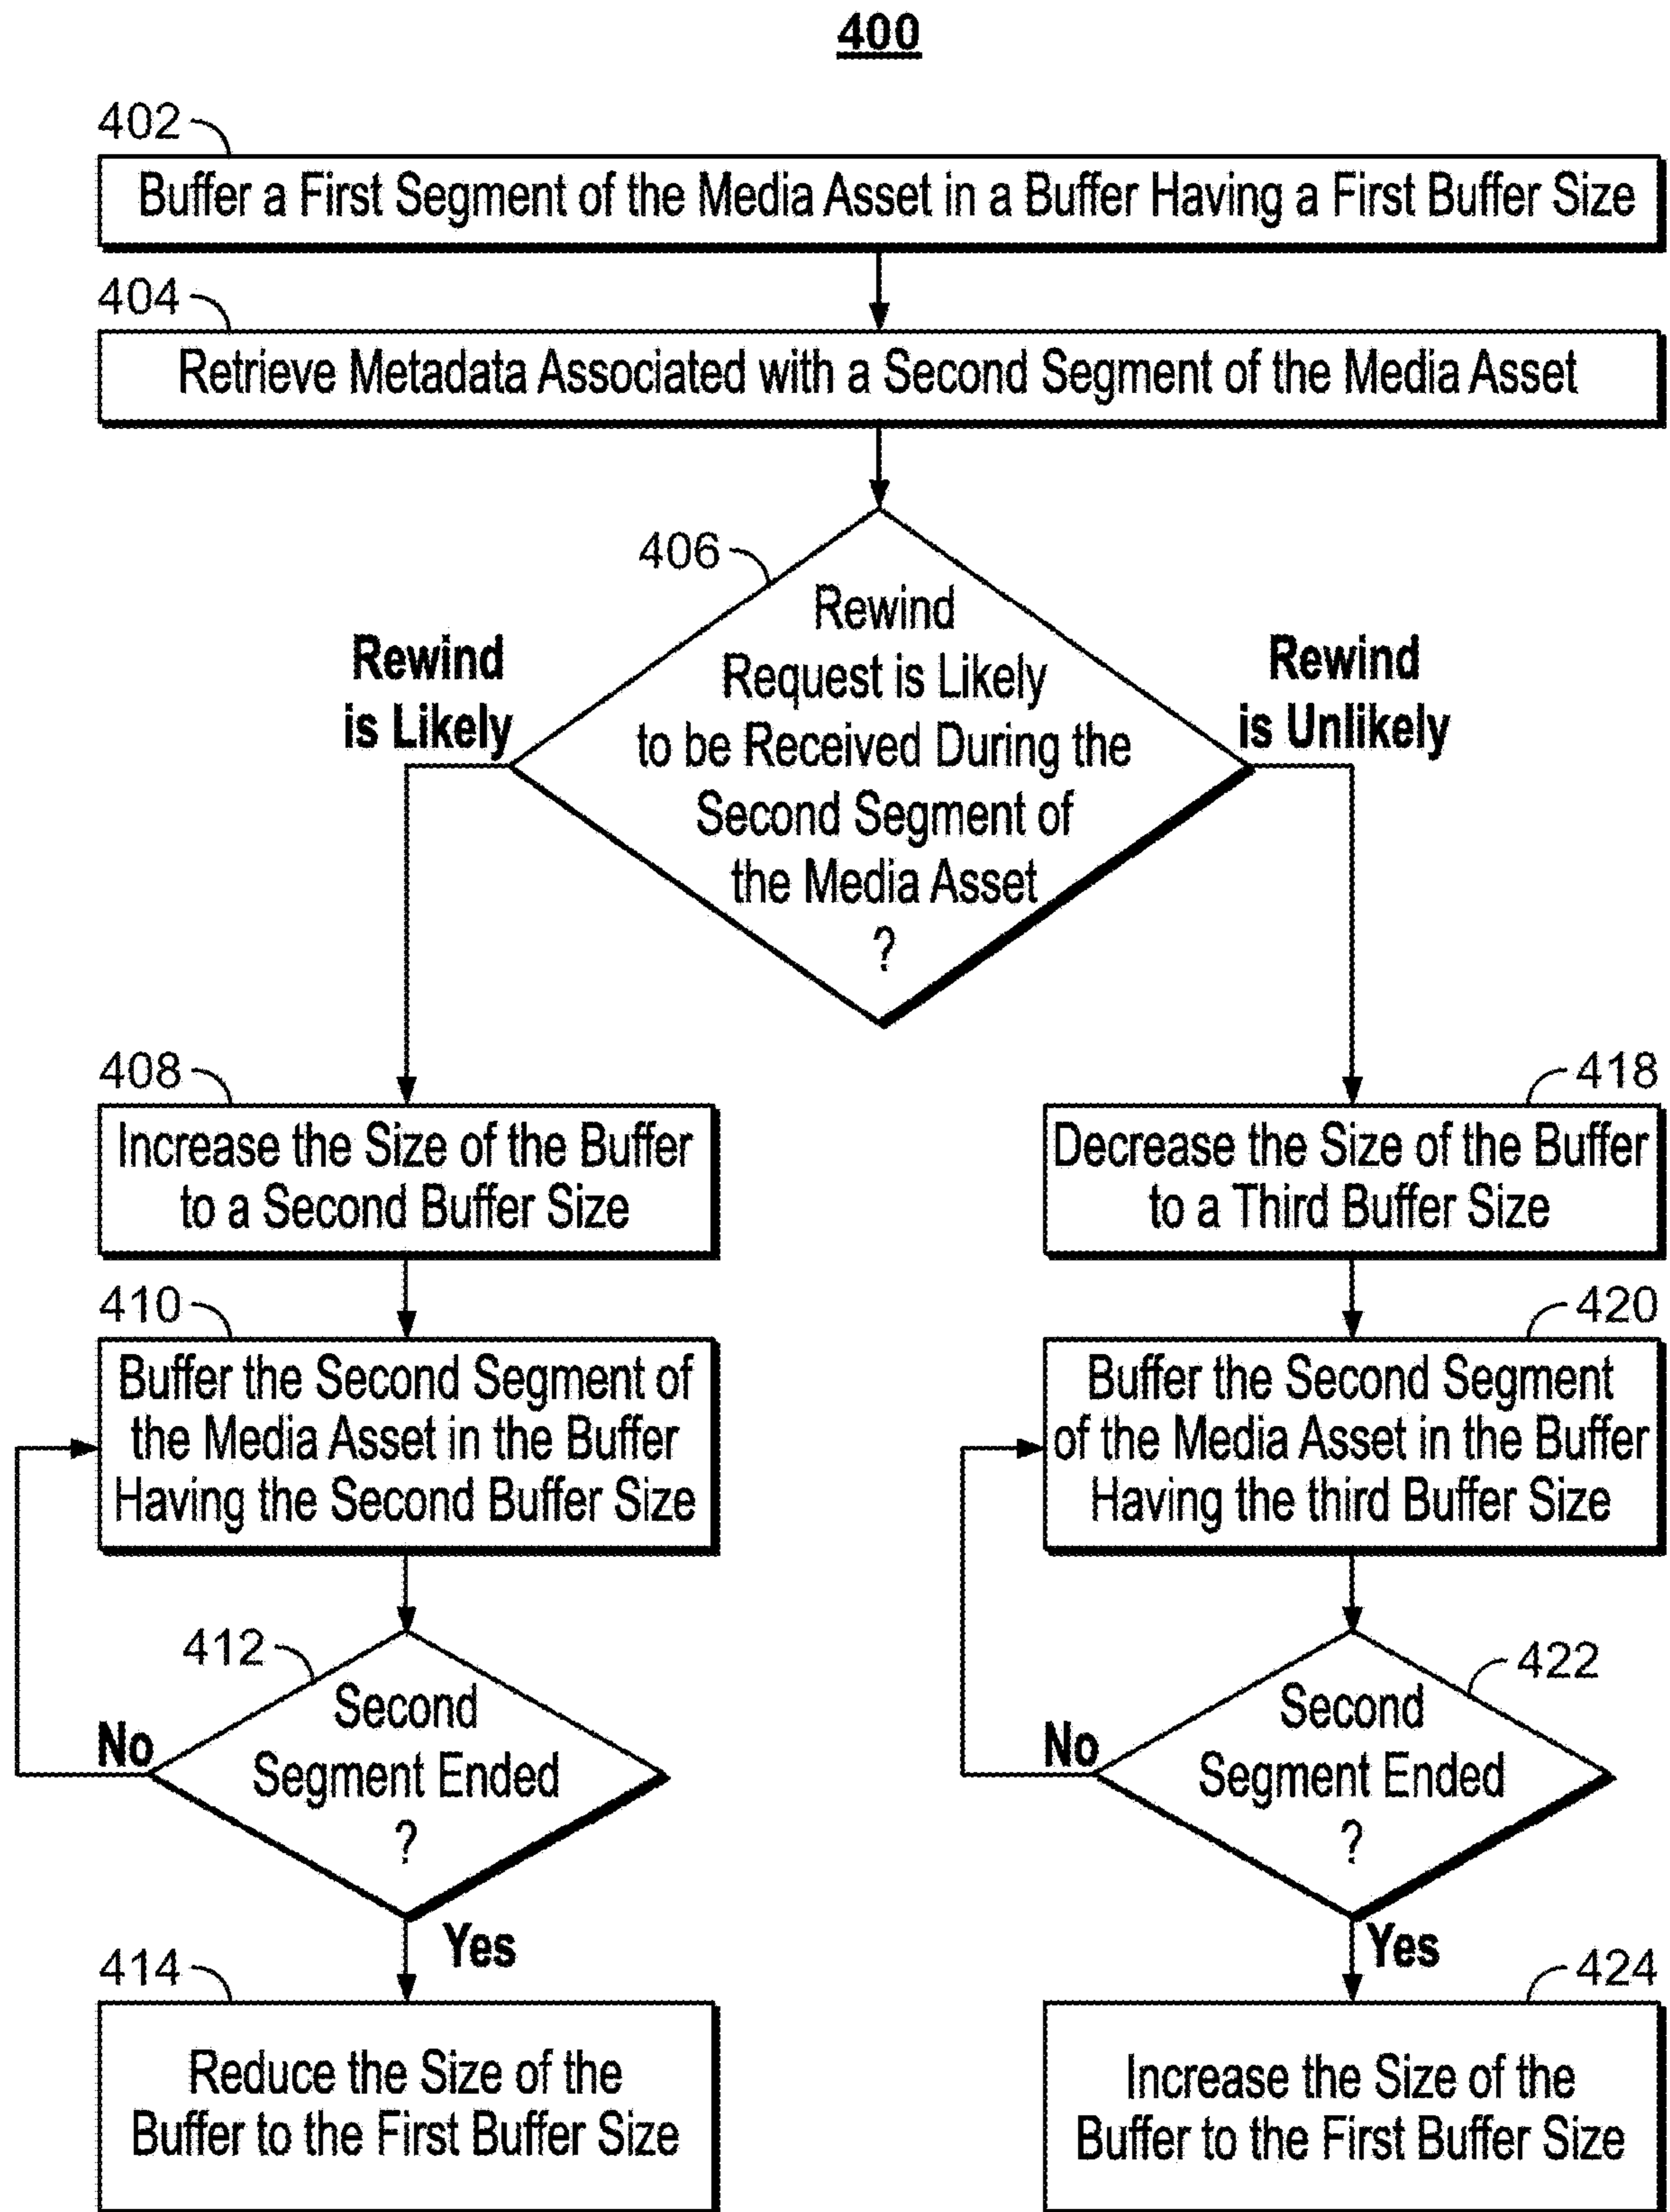 400
402
Buffer a First Segment of the Media Asset in a Buffer Having a First Buffer Size
404
Retrieve Metadata Associated with a Second Segment of the Media Asset
406
Rewind
Request is Likely
to be Received During the
Second Segment of
the Media Asset
?
Rewind
is Likely
Rewind
is Unlikely
408
Increase the Size of the Buffer
to a Second Buffer Size
418
Decrease the Size of the Buffer
to a Third Buffer Size
410
Buffer the Second Segment of
the Media Asset in the Buffer
Having the Second Buffer Size
420
Buffer the Second Segment
of the Media Asset in the Buffer
Having the third Buffer Size
412
Second
Segment Ended
?
No
Yes
422
Second
Segment Ended
?
No
Yes
414
Reduce the Size of the
Buffer to the First Buffer Size
424
Increase the Size of the
Buffer to the First Buffer Size